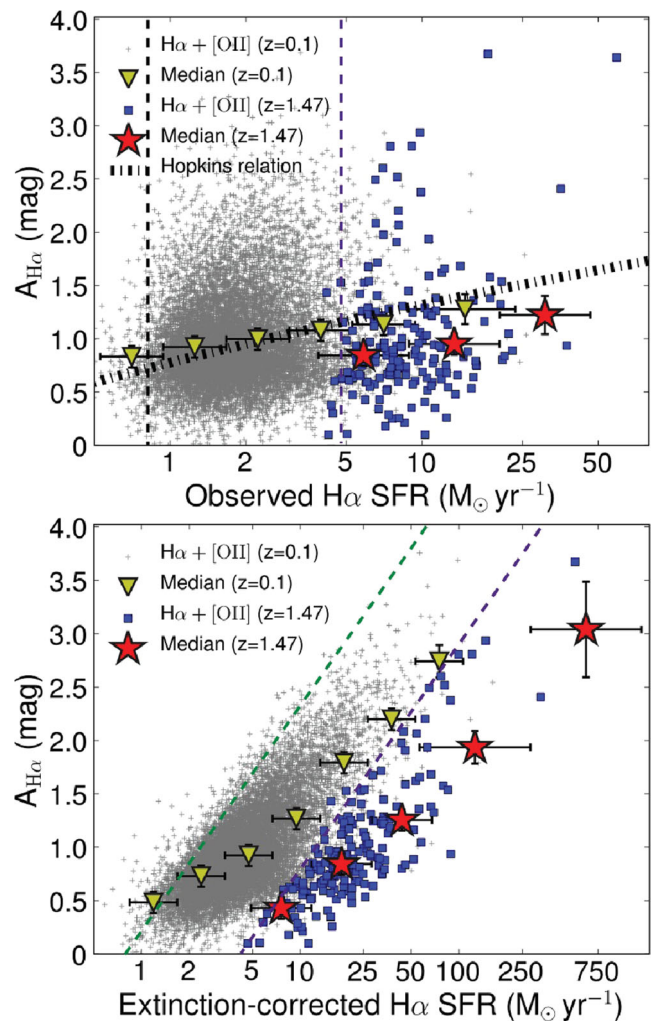 4.0
3.5
3.0
2.5
2.0
1.5
1.0
0.5
0
A_Hα (mag)
Hα + [OII] (z=0.1)
Median (z=0.1)
Hα + [OII] (z=1.47)
Median (z=1.47)
Hopkins relation
1 2 5 10 25 50
Observed Hα SFR (M⊙ yr⁻¹)
4.0
3.5
3.0
2.5
2.0
1.5
1.0
0.5
0
A_Hα (mag)
Hα + [OII] (z=0.1)
Median (z=0.1)
Hα + [OII] (z=1.47)
Median (z=1.47)
1 2 5 10 25 50 100 250 750
Extinction-corrected Hα SFR (M⊙ yr⁻¹)